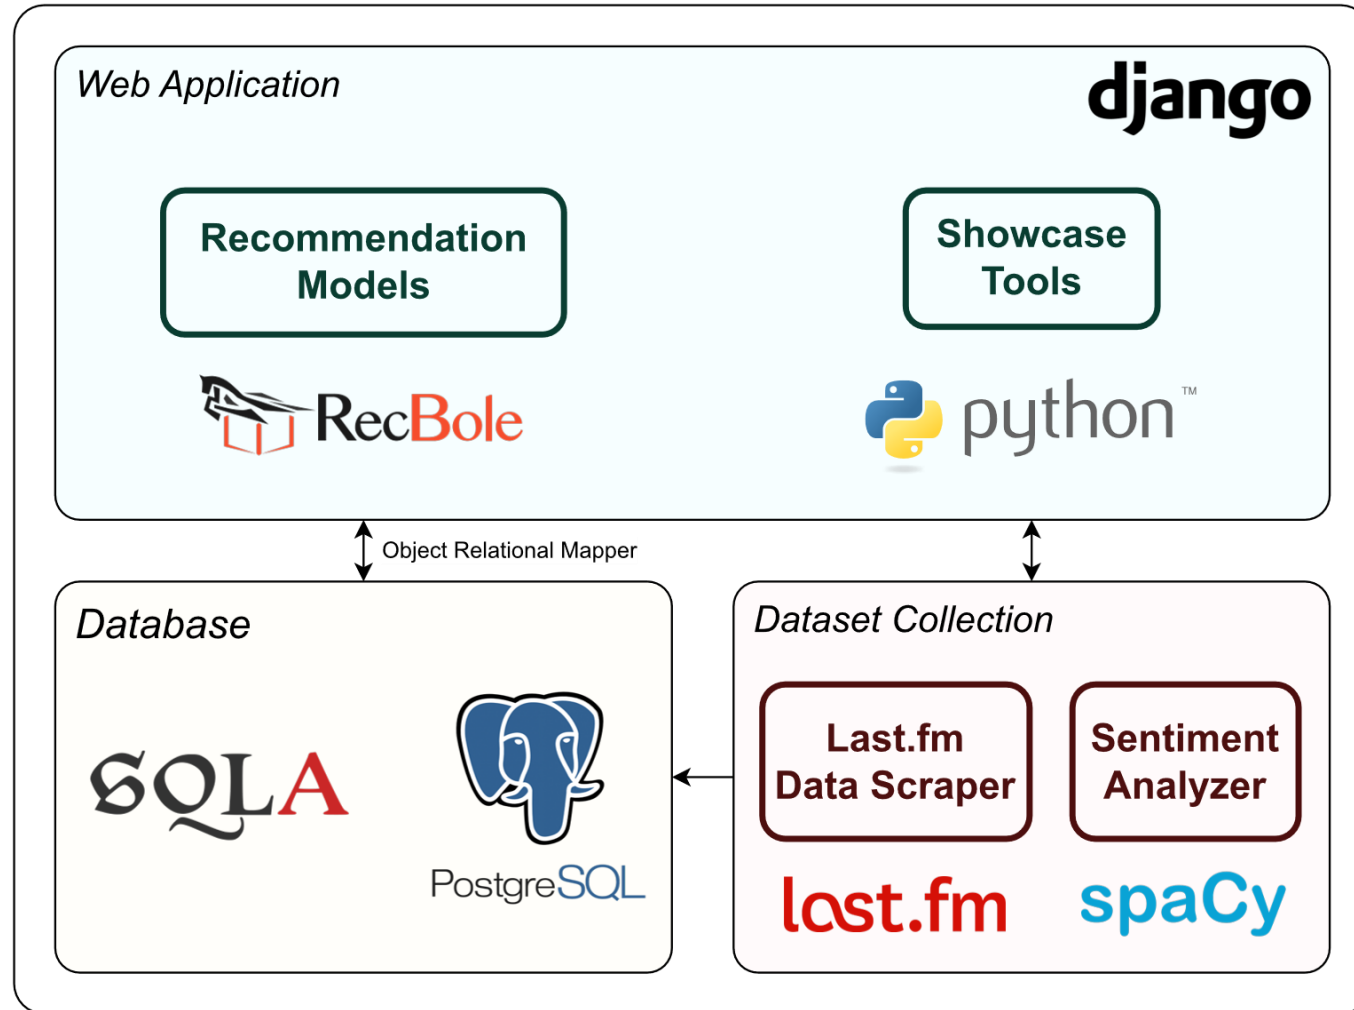 Web Application
django
Recommendation
Models
Showcase
Tools
RecBole
python™
Object Relational Mapper
Database
Dataset Collection
SQLA
PostgreSQL
Last.fm
Data Scraper
Sentiment
Analyzer
last.fm
spaCy